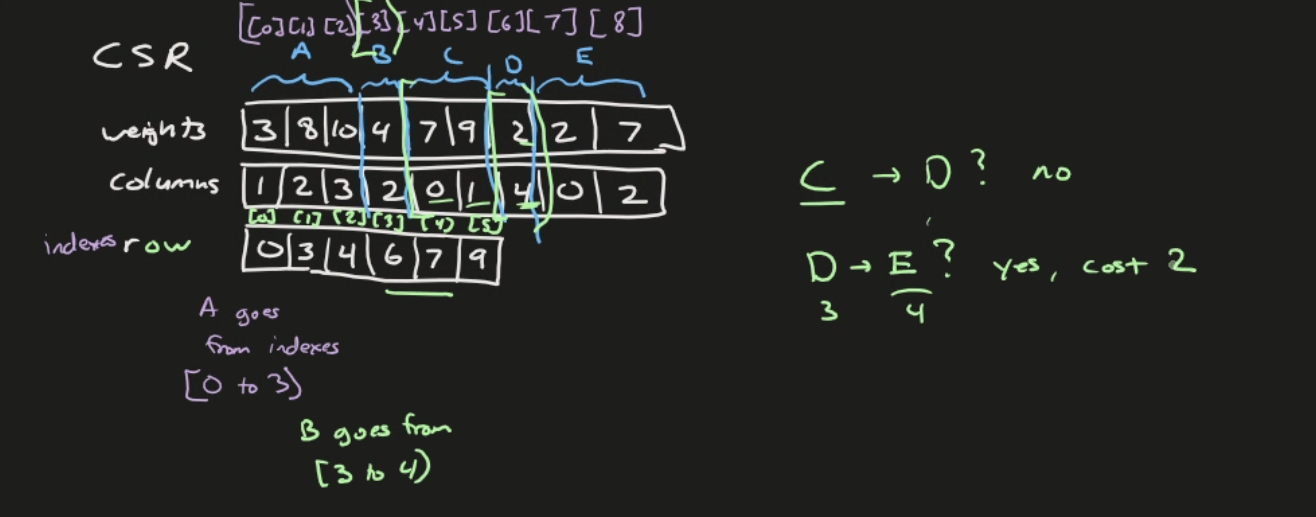 [[0] [1] [2] [3] [4] [5] [6] [7] [8]
CSR
A B C D E
weights 3 8 10 4 7 9 2 2 7
columns 1 2 3 2 0 1 4 0 2
[0] [1] [2] [3] [4] [5]
indexes row 0 3 4 6 7 9
A goes
from indexes
[0 to 3)
B goes from
[3 to 4)
C → D? no
D → E? yes, cost 2
3 4